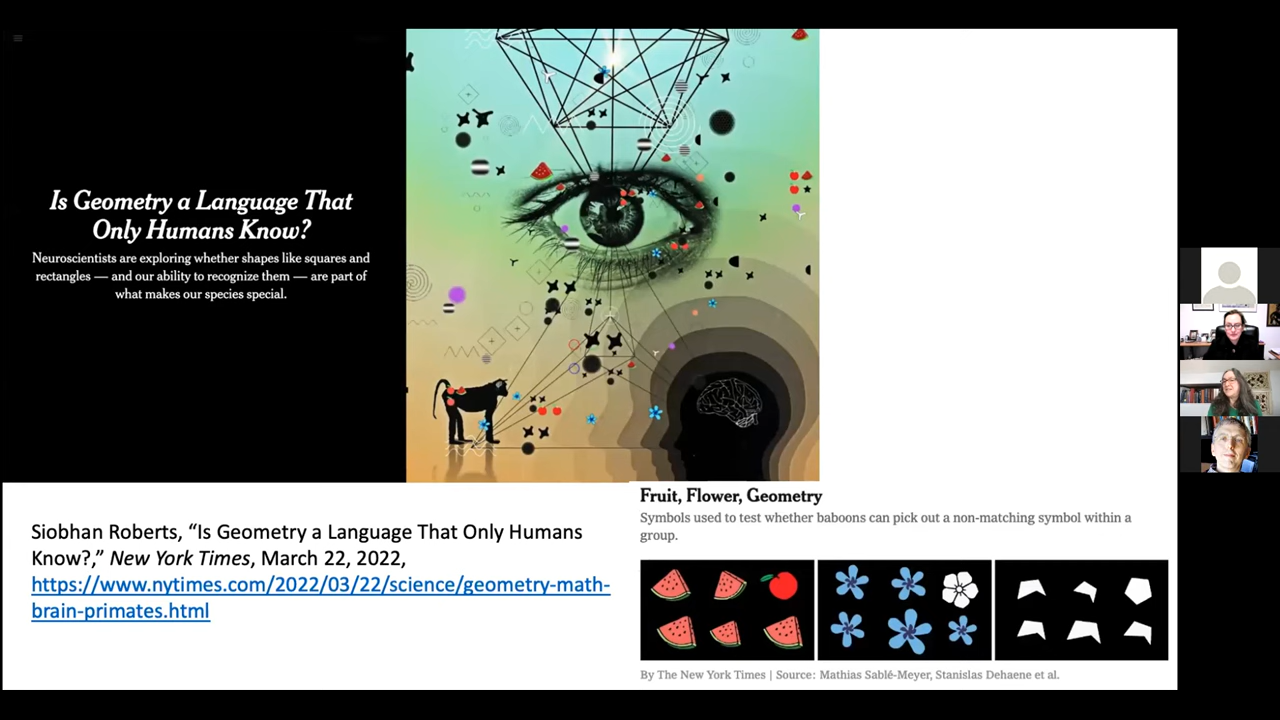 Is Geometry a Language That
Only Humans Know?
Neuroscientists are exploring whether shapes like squares and
rectangles — and our ability to recognize them — are part of
what makes our species special.
Siobhan Roberts, “Is Geometry a Language That Only Humans
Know?,” New York Times, March 22, 2022,
https://www.nytimes.com/2022/03/22/science/geometry-math-
brain-primates.html
Fruit, Flower, Geometry
Symbols used to test whether baboons can pick out a non-matching symbol within a
group.
By The New York Times | Source: Mathias Sablé-Meyer, Stanislas Dehaene et al.